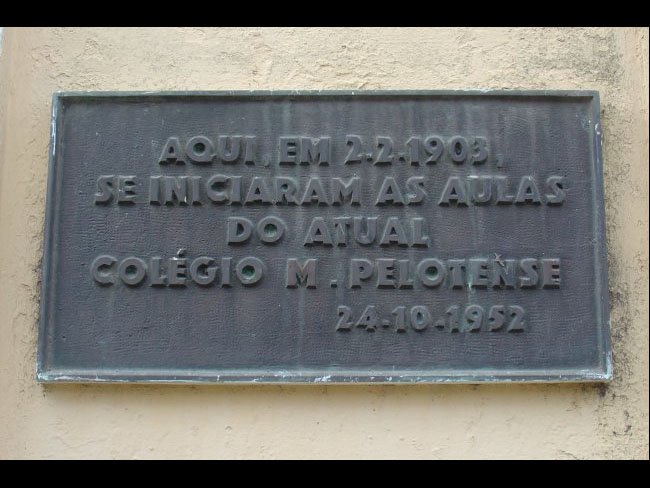 AQUI, EM 2-2-1903,
SE INICIARAM AS AULAS
DO ATUAL
COLÉGIO M. PELOTENSE
24-10-1952